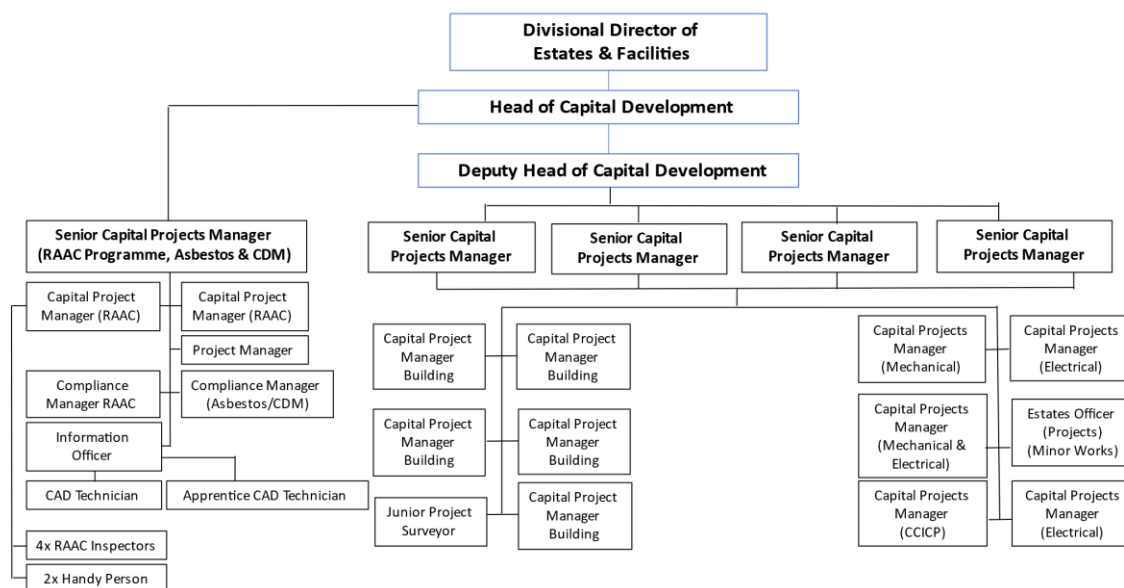 Divisional Director of
Estates & Facilities
Head of Capital Development
Deputy Head of Capital Development
Senior Capital Projects Manager
(RAAC Programme, Asbestos & CDM)
Senior Capital
Projects Manager
Senior Capital
Projects Manager
Senior Capital
Projects Manager
Senior Capital
Projects Manager
Capital Project
Manager (RAAC)
Capital Project
Manager (RAAC)
Project Manager
Compliance
Manager RAAC
Compliance Manager
(Asbestos/CDM)
Information
Officer
CAD Technician
Apprentice CAD Technician
4x RAAC Inspectors
2x Handy Person
Capital Project
Manager
Building
Capital Project
Manager
Building
Capital Project
Manager
Building
Capital Project
Manager
Building
Junior Project
Surveyor
Capital Project
Manager
Building
Capital Projects
Manager
(Mechanical)
Capital Projects
Manager
(Electrical)
Capital Projects
Manager
(Mechanical &
Electrical)
Estates Officer
(Projects)
(Minor Works)
Capital Projects
Manager
(CCICP)
Capital Projects
Manager
(Electrical)